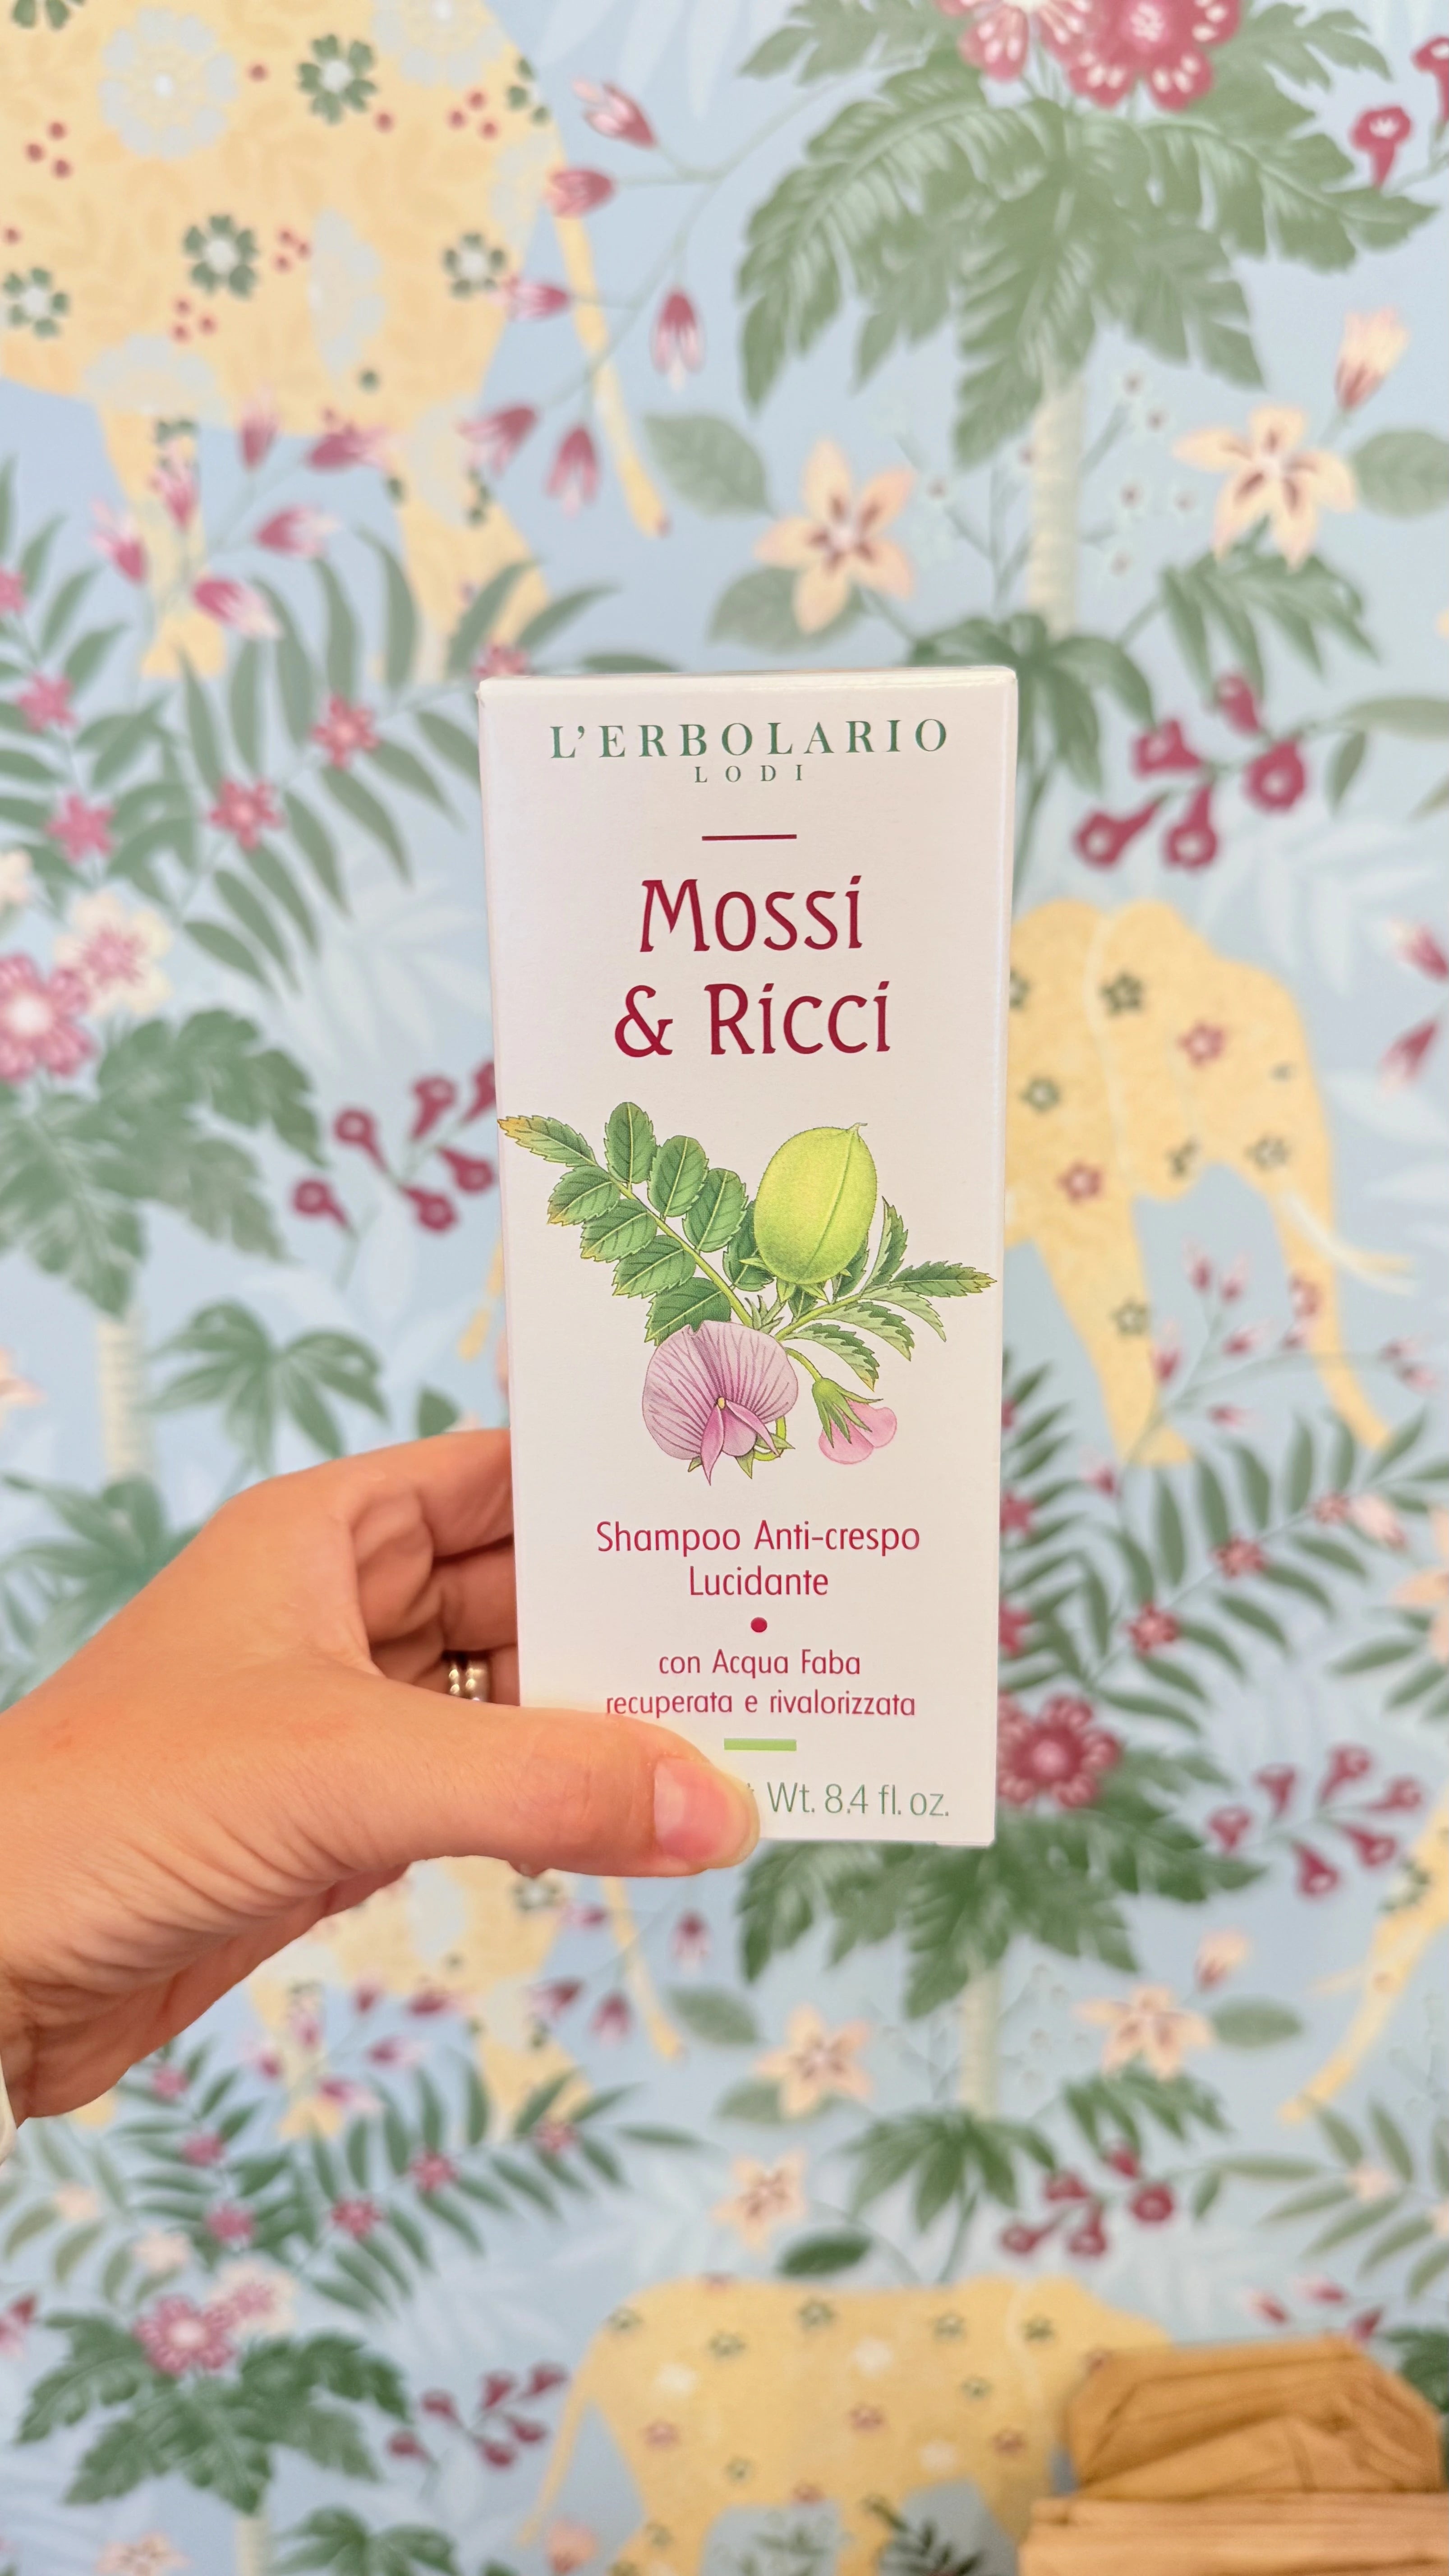 L'ERBOLARIO
LODI
Mossi
& Ricci
Shampoo Anti-crespo
Lucidante
con Acqua Faba
recuperata e rivalorizzata
Wt. 8.4 fl. oz.